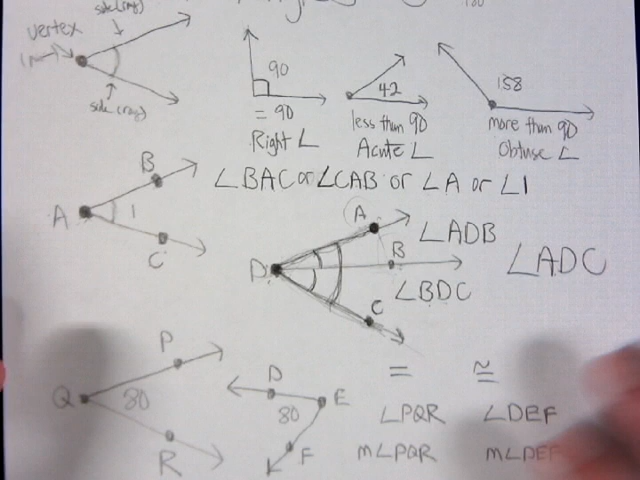 side (ray)
vertex
side (ray)
90
= 90
Right ∠
42
less than 90
Acute ∠
158
more than 90
Obtuse ∠
B
A 1
C
∠BAC or ∠CAB or ∠A or ∠1
A
D
B
C
∠ADB
∠BDC
∠ADC
P
Q 80
R
D
80 E
F
= ≅
∠PQR ∠DEF
m∠PQR m∠DEF